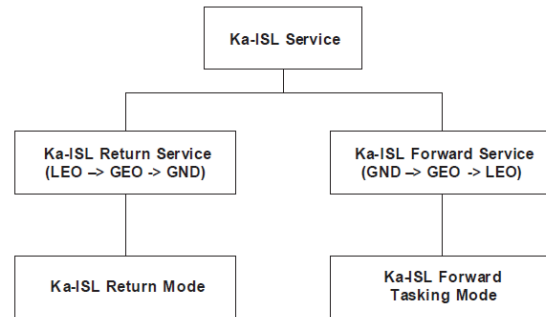 Ka-ISL Service
Ka-ISL Return Service
(LEO –> GEO -> GND)
Ka-ISL Forward Service
(GND –> GEO -> LEO)
Ka-ISL Return Mode
Ka-ISL Forward
Tasking Mode